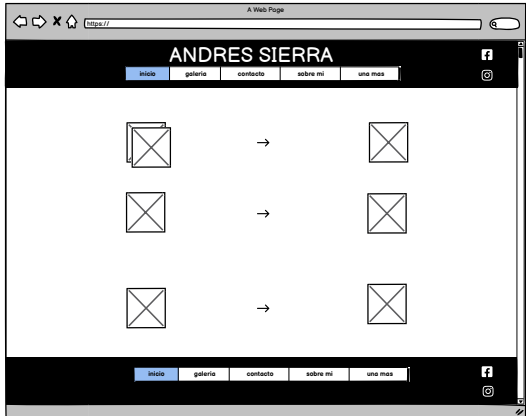 A Web Page
https://
ANDRES SIERRA
inicio galeria contacto sobre mi una mas
inicio galeria contacto sobre mi una mas